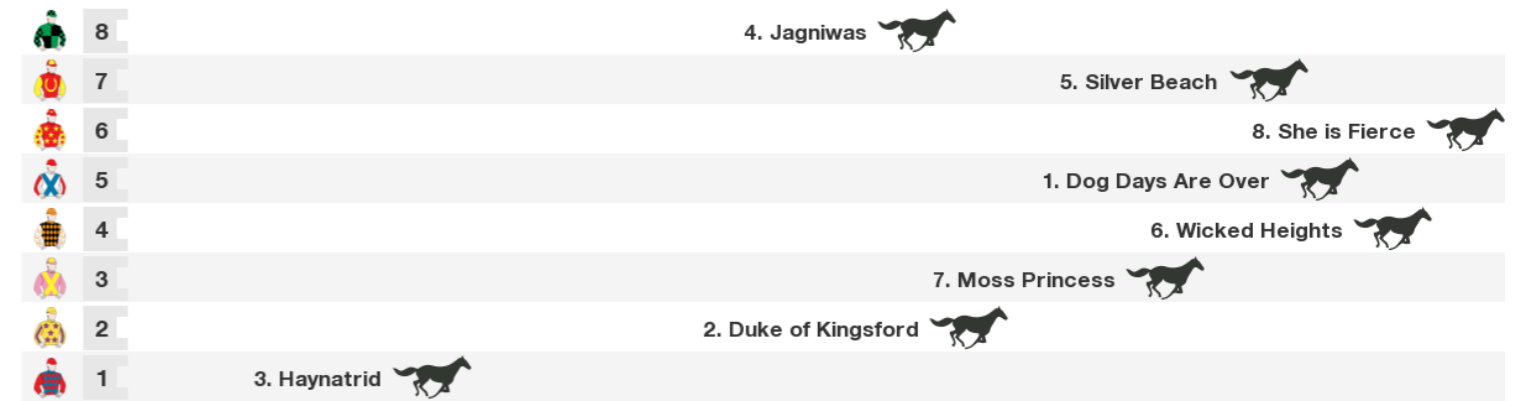 8 4. Jagniwas
7 5. Silver Beach
6 8. She is Fierce
5 1. Dog Days Are Over
4 6. Wicked Heights
3 7. Moss Princess
2 2. Duke of Kingsford
1 3. Haynatrid